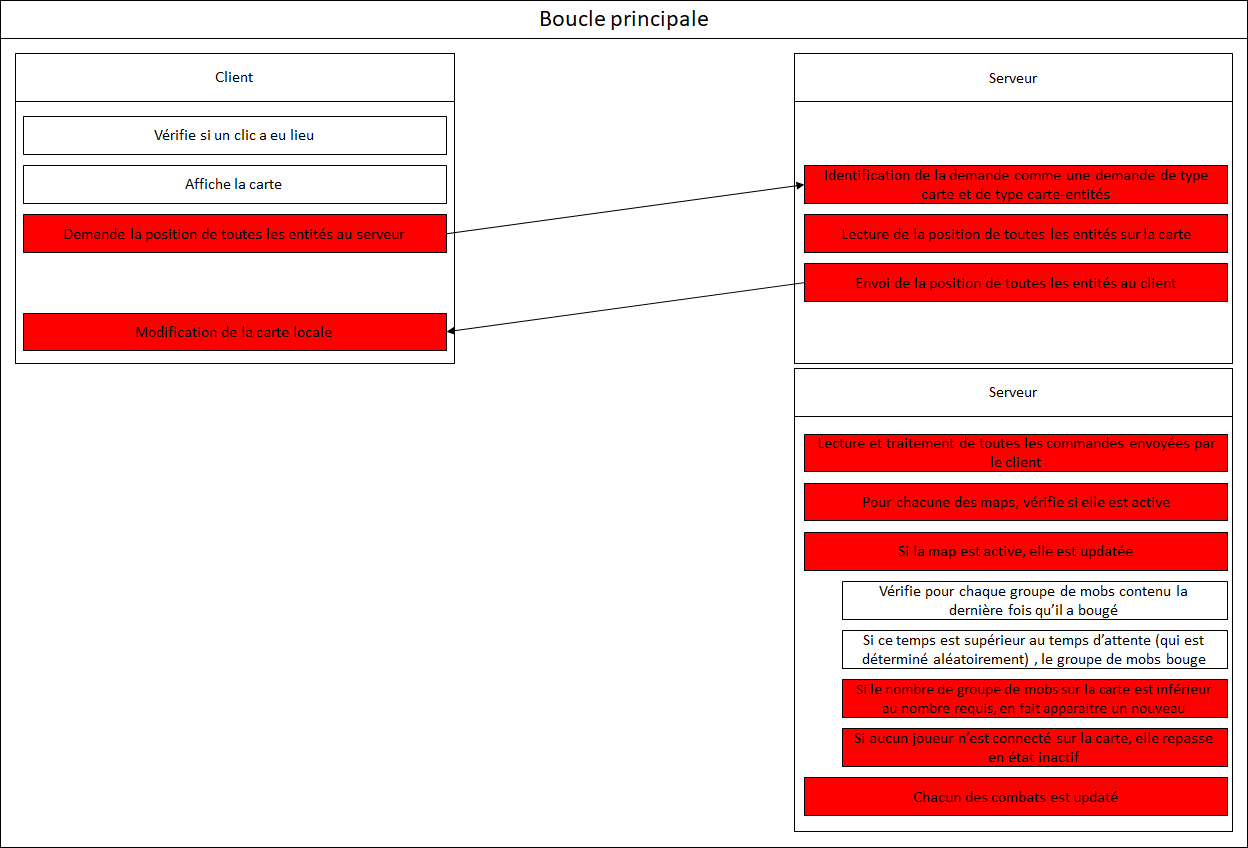 Boucle principale
Client
Vérifie si un clic a eu lieu
Affiche la carte
Demande la position de toutes les entités au serveur
Modification de la carte locale
Serveur
Identification de la demande comme une demande de type
carte et de type carte-entités
Lecture de la position de toutes les entités sur la carte
Envoi de la position de toutes les entités au client
Serveur
Lecture et traitement de toutes les commandes envoyées par
le client
Pour chacune des maps, vérifie si elle est active
Si la map est active, elle est updatée
Vérifie pour chaque groupe de mobs contenu la
dernière fois qu’il a bougé
Si ce temps est supérieur au temps d’attente (qui est
déterminé aléatoirement) , le groupe de mobs bouge
Si le nombre de groupe de mobs sur la carte est inférieur
au nombre requis, en fait apparaitre un nouveau
Si aucun joueur n’est connecté sur la carte, elle repasse
en état inactif
Chacun des combats est updaté